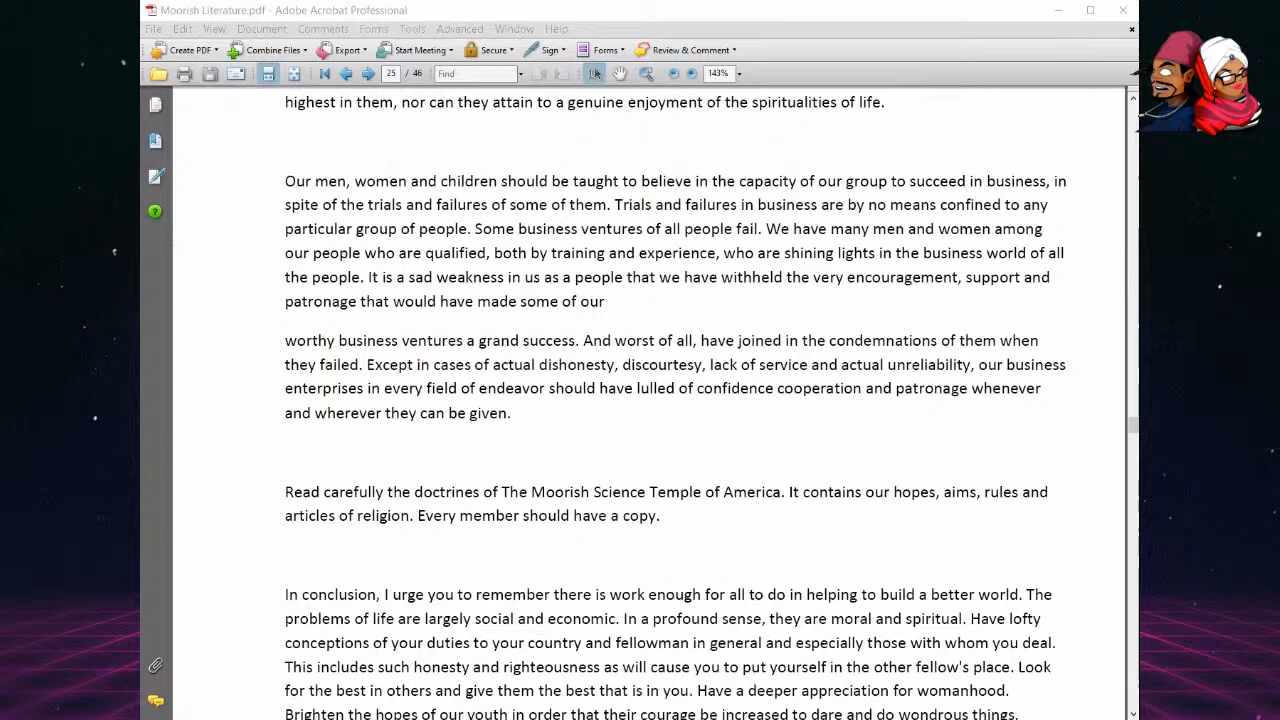 Moorish Literature.pdf - Adobe Acrobat Professional
File Edit View Document Comments Forms Tools Advanced Window Help
Create PDF Combine Files Export Start Meeting Secure Sign Forms Review & Comment
25 / 46 Find 143%
highest in them, nor can they attain to a genuine enjoyment of the spiritualities of life.
Our men, women and children should be taught to believe in the capacity of our group to succeed in business, in
spite of the trials and failures of some of them. Trials and failures in business are by no means confined to any
particular group of people. Some business ventures of all people fail. We have many men and women among
our people who are qualified, both by training and experience, who are shining lights in the business world of all
the people. It is a sad weakness in us as a people that we have withheld the very encouragement, support and
patronage that would have made some of our
worthy business ventures a grand success. And worst of all, have joined in the condemnations of them when
they failed. Except in cases of actual dishonesty, discourtesy, lack of service and actual unreliability, our business
enterprises in every field of endeavor should have lulled of confidence cooperation and patronage whenever
and wherever they can be given.
Read carefully the doctrines of The Moorish Science Temple of America. It contains our hopes, aims, rules and
articles of religion. Every member should have a copy.
In conclusion, I urge you to remember there is work enough for all to do in helping to build a better world. The
problems of life are largely social and economic. In a profound sense, they are moral and spiritual. Have lofty
conceptions of your duties to your country and fellowman in general and especially those with whom you deal.
This includes such honesty and righteousness as will cause you to put yourself in the other fellow's place. Look
for the best in others and give them the best that is in you. Have a deeper appreciation for womanhood.
Brighten the hopes of our youth in order that their courage be increased to dare and do wondrous things.